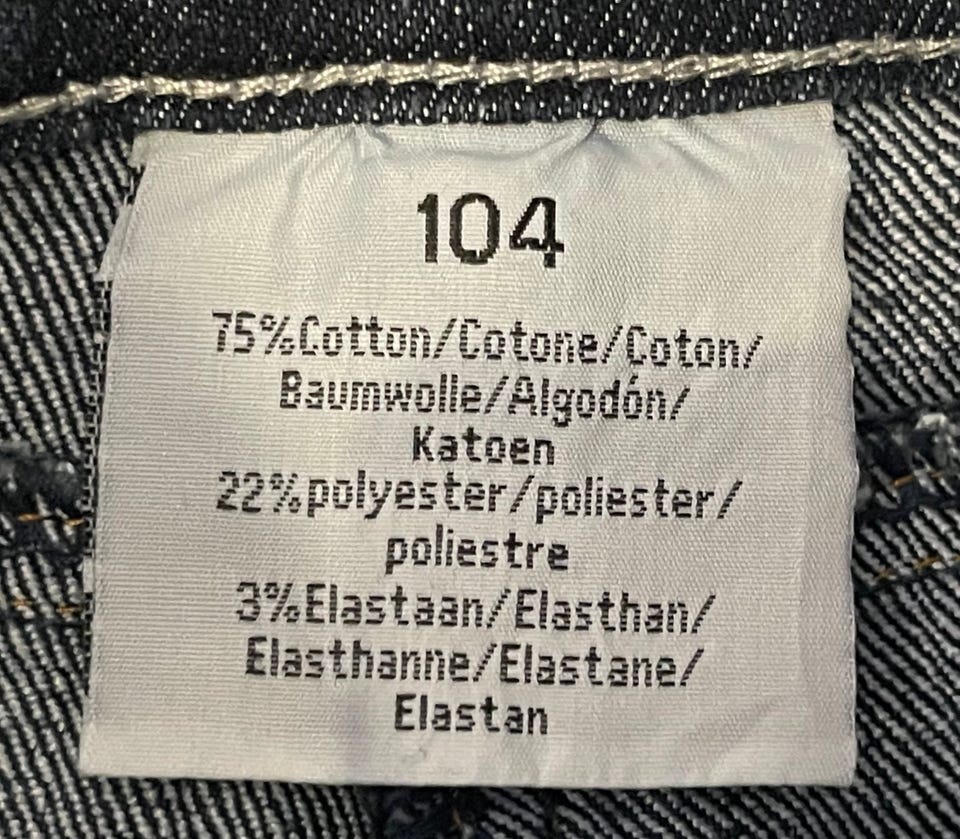 104
75%Cotton/Cotone/Coton/
Baumwolle/Algodón/
Katoen
22%polyester/poliester/
poliestre
3%Elastaan/Elasthan/
Elasthanne/Elastane/
Elastan